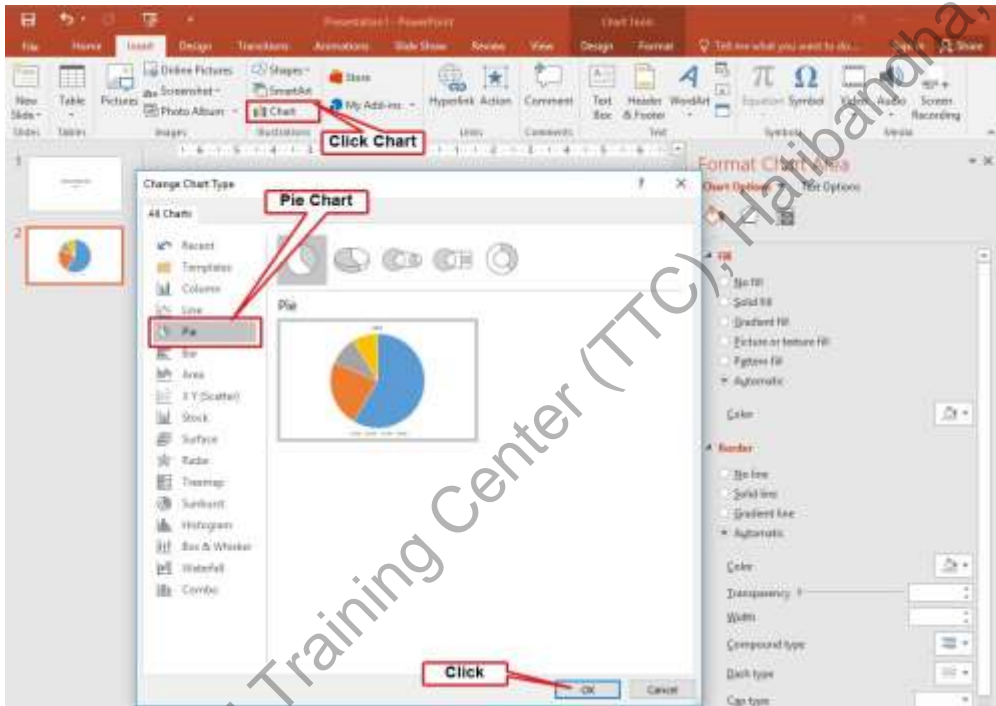 Presentation1 - PowerPoint
Chart Tools
File Home Insert Design Transitions Animations Slide Show Review View Design Format Tell me what you want to do... Share
New Slide
Table
Pictures
Online Pictures
Screenshot
Photo Album
Shapes
SmartArt
Chart
Store
My Add-ins
Hyperlink Action
Comment
Text Box
Header & Footer
WordArt
Equation Symbol
Video Audio Screen Recording
Slides Tables Images Illustrations Links Comments Text Symbols Media
Click Chart
1
2
Change Chart Type
? ×
All Charts
Pie Chart
Recent
Templates
Column
Line
Pie
Bar
Area
X Y (Scatter)
Stock
Surface
Radar
Treemap
Sunburst
Histogram
Box & Whisker
Waterfall
Combo
Pie
Click
OK
Cancel
Format Chart Area
Chart Options Text Options
Fill
No fill
Solid fill
Gradient fill
Picture or texture fill
Pattern fill
Automatic
Color
Border
No line
Solid line
Gradient line
Automatic
Color
Transparency
Width
Compound type
Dash type
Cap type
Training Center (TTC), Haibandha,